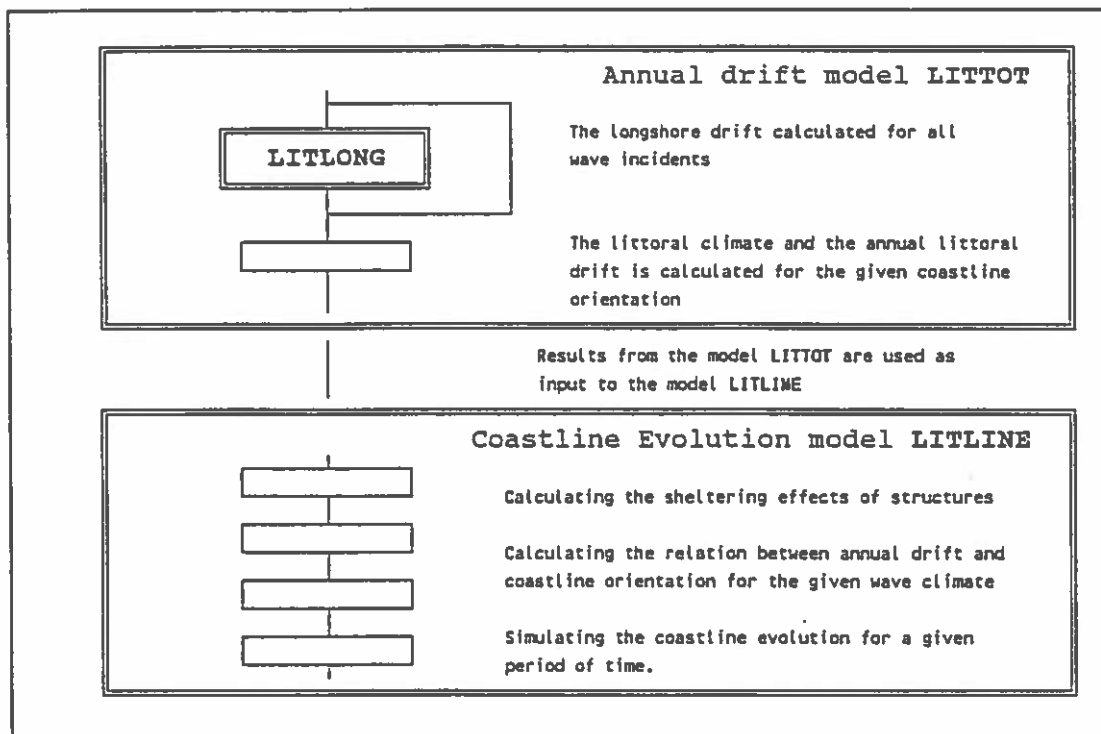 Annual drift model LITTOT
LITLONG
The longshore drift calculated for all
wave incidents
The littoral climate and the annual littoral
drift is calculated for the given coastline
orientation
Results from the model LITTOT are used as
input to the model LITLINE
Coastline Evolution model LITLINE
Calculating the sheltering effects of structures
Calculating the relation between annual drift and
coastline orientation for the given wave climate
Simulating the coastline evolution for a given
period of time.